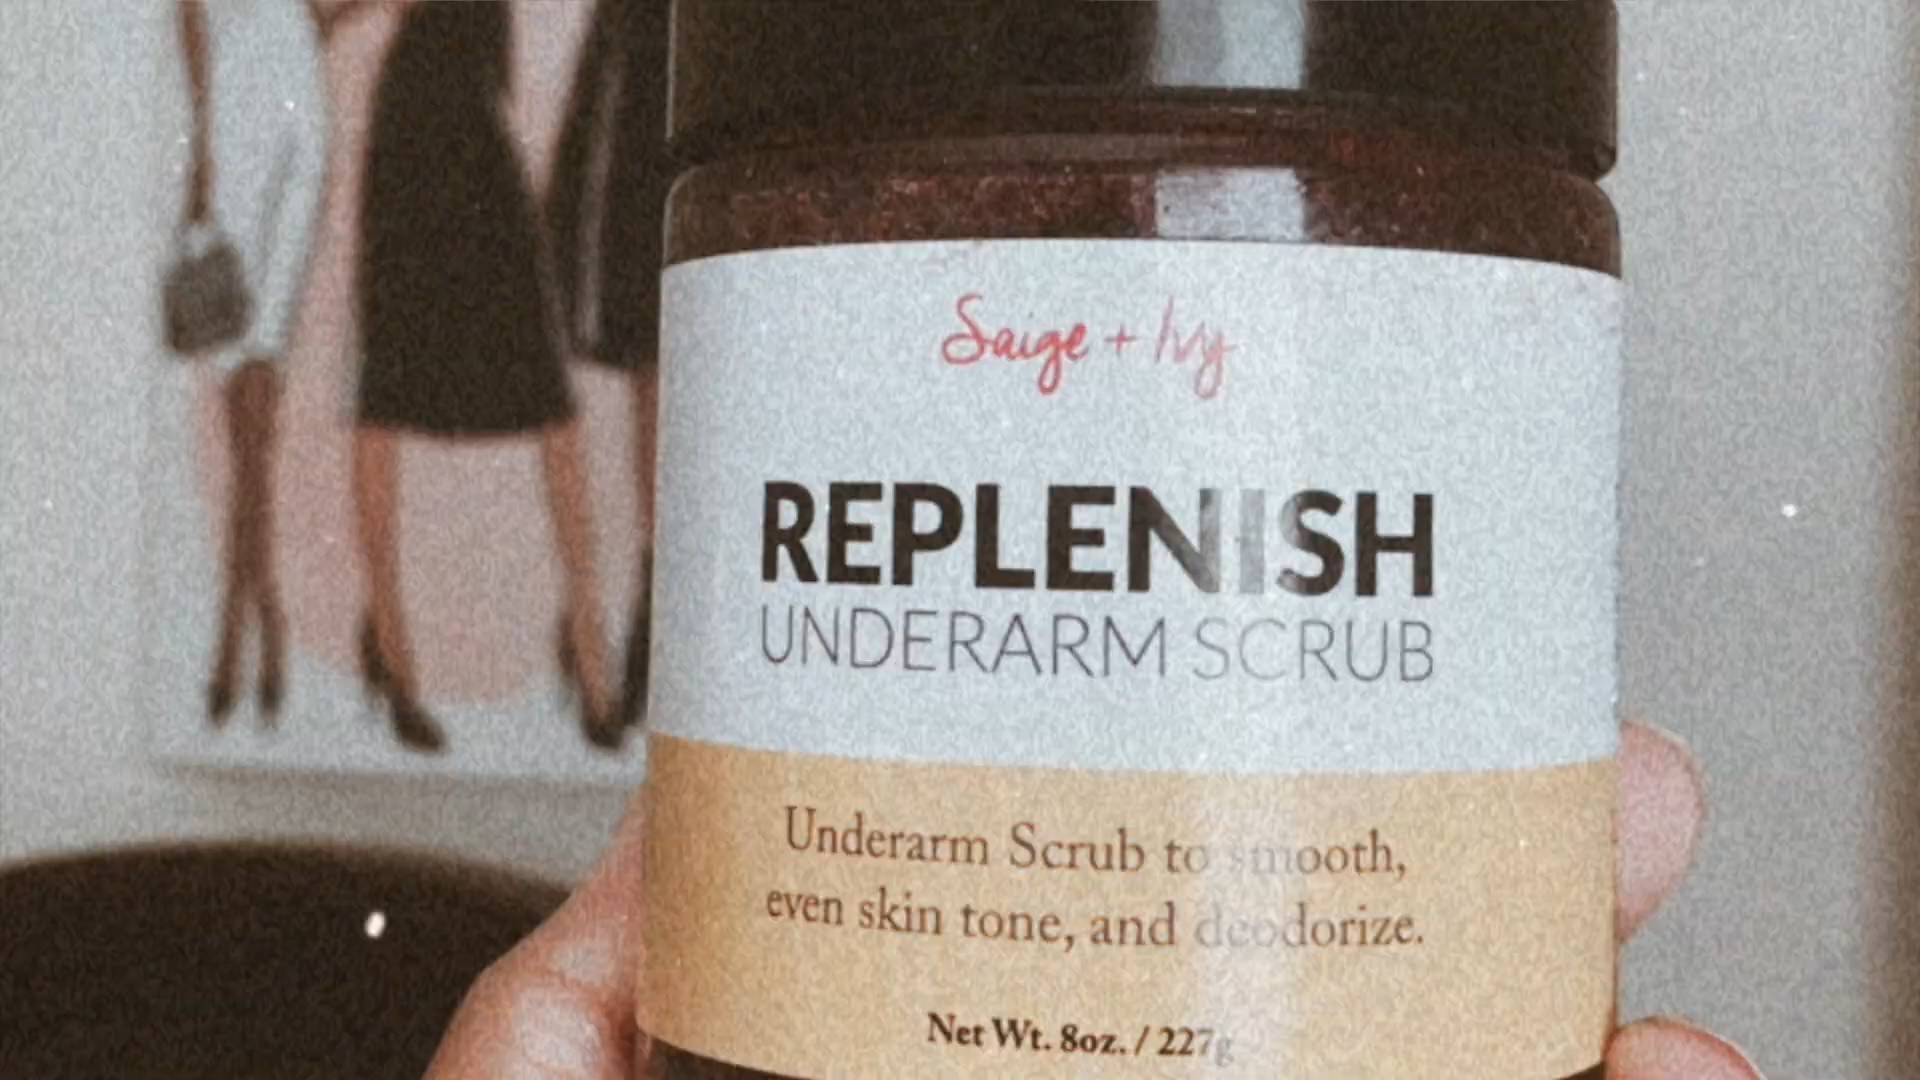 Saige + Ivy
REPLENISH
UNDERARM SCRUB
Underarm Scrub to smooth,
even skin tone, and deodorize.
Net Wt. 8oz. / 227g